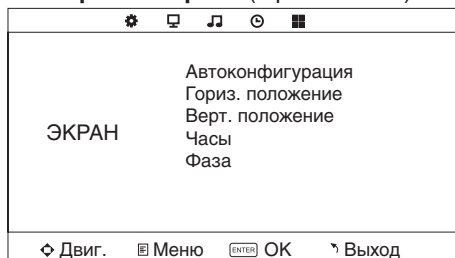 ЭКРАН
Автоконфигурация
Гориз. положение
Верт. положение
Часы
Фаза
Двиг. Меню ENTER OK Выход